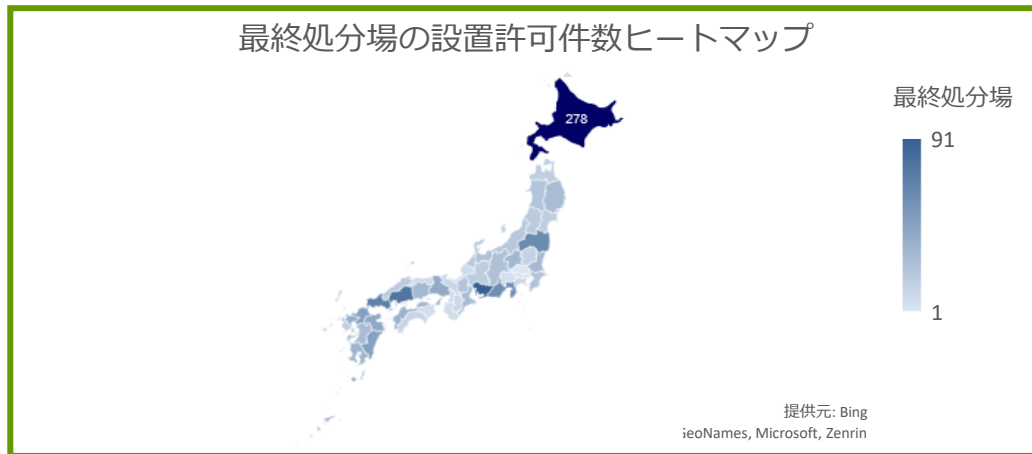 最終処分場の設置許可件数ヒートマップ
278
最終処分場
91
1
提供元: Bing
GeoNames, Microsoft, Zenrin